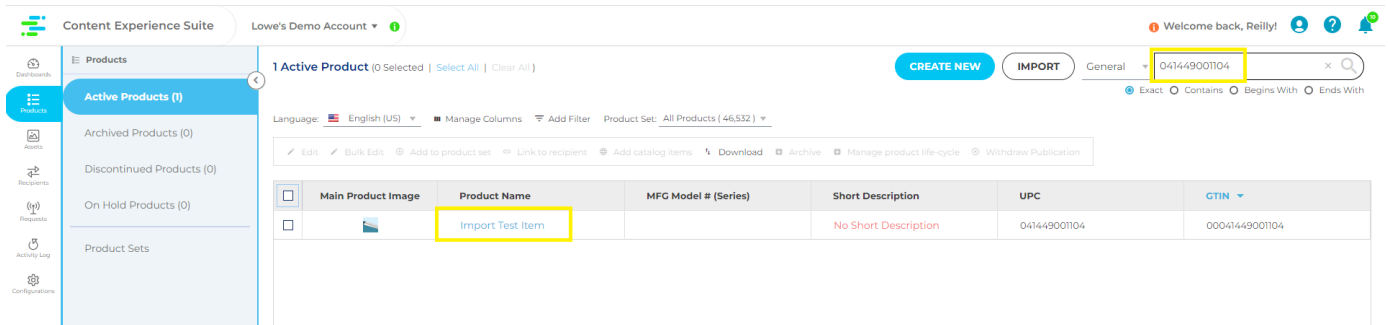 Content Experience Suite
Lowe's Demo Account
Welcome back, Reilly!
10
Dashboards
Products
Assets
Recipients
Requests
Activity Log
Configurations
Products
Active Products (1)
Archived Products (0)
Discontinued Products (0)
On Hold Products (0)
Product Sets
1 Active Product (0 Selected | Select All | Clear All )
CREATE NEW IMPORT General 041449001104
Exact Contains Begins With Ends With
Language: English (US) Manage Columns Add Filter Product Set: All Products ( 46,532 )
Edit Bulk Edit Add to product set Link to recipient Add catalog items Download Archive Manage product life-cycle Withdraw Publication
Main Product Image Product Name MFG Model # (Series) Short Description UPC GTIN
Import Test Item No Short Description 041449001104 00041449001104